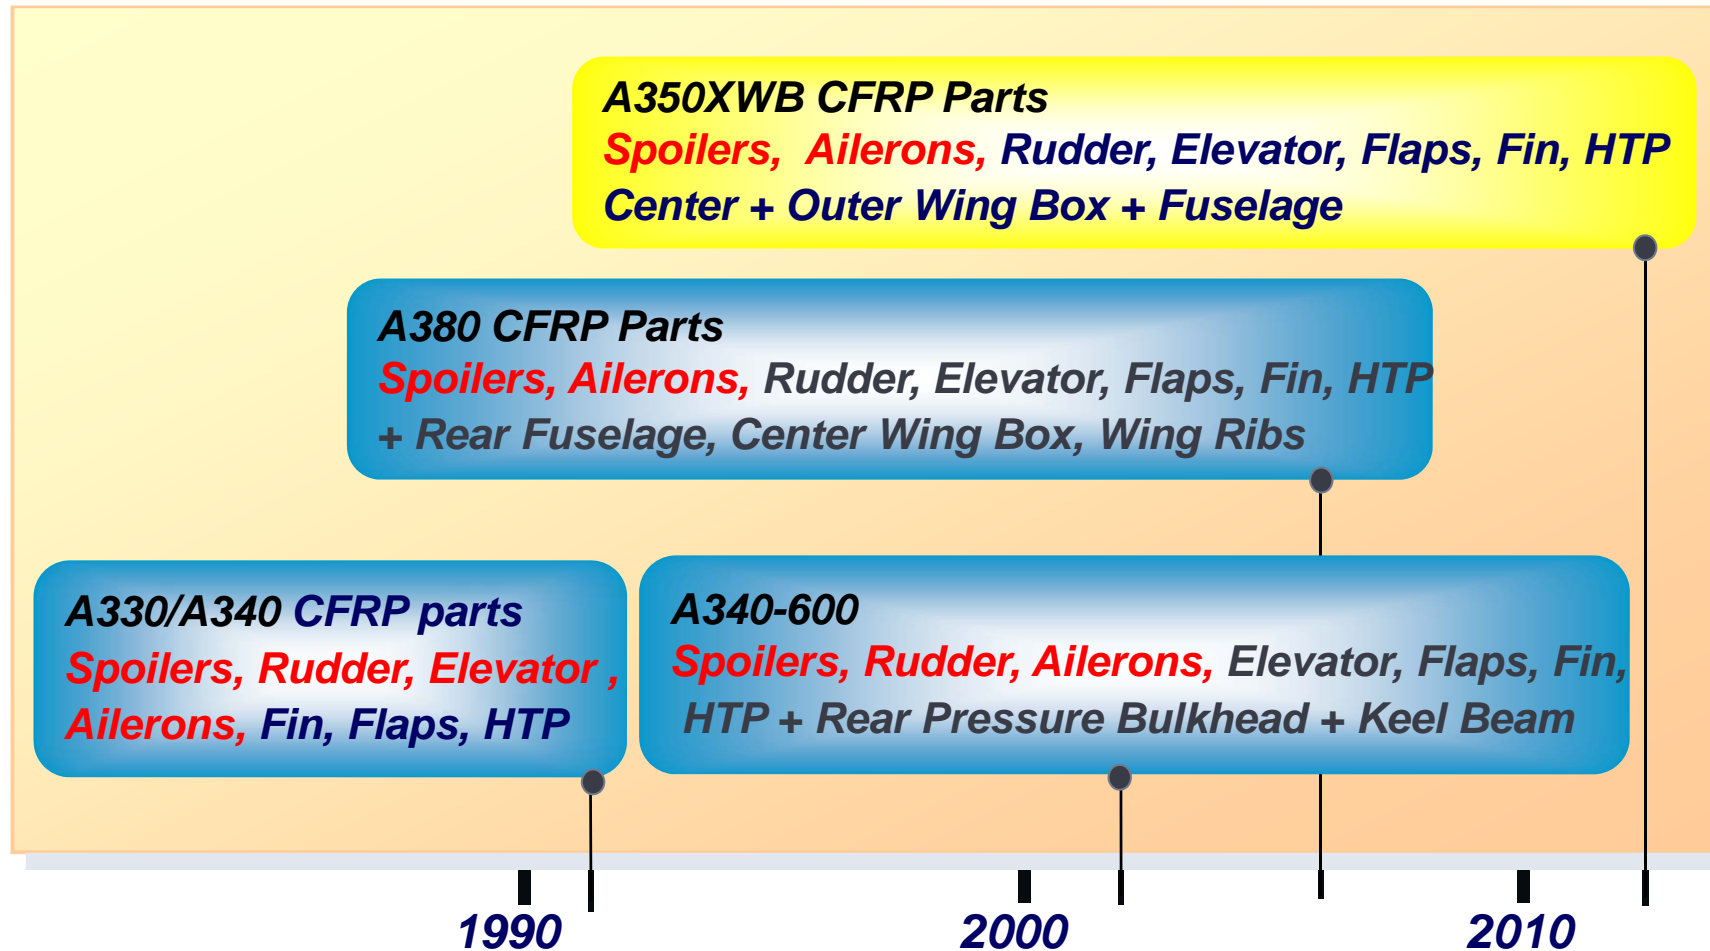 A350XWB CFRP Parts
Spoilers, Ailerons, Rudder, Elevator, Flaps, Fin, HTP
Center + Outer Wing Box + Fuselage
A380 CFRP Parts
Spoilers, Ailerons, Rudder, Elevator, Flaps, Fin, HTP
+ Rear Fuselage, Center Wing Box, Wing Ribs
A330/A340 CFRP parts
Spoilers, Rudder, Elevator ,
Ailerons, Fin, Flaps, HTP
A340-600
Spoilers, Rudder, Ailerons, Elevator, Flaps, Fin,
HTP + Rear Pressure Bulkhead + Keel Beam
1990
2000
2010